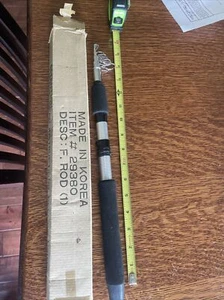 MADE IN KOREA
ITEM # 29380
DESC: F. ROD (1)